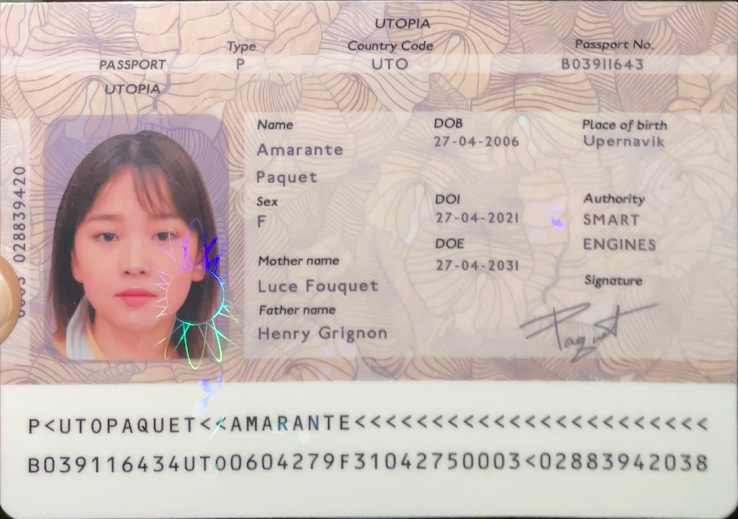 UTOPIA
Type
Country Code
Passport No.
PASSPORT
P
UTO
B03911643
UTOPIA
Name
DOB
Place of birth
Amarante
27-04-2006
Upernavik
Paquet
Sex
DOI
Authority
F
27-04-2021
SMART
DOE
ENGINES
Mother name
27-04-2031
Luce Fouquet
Signature
Father name
Henry Grignon
Paquet
028839420
P<UTOPAQUET<<AMARANTE<<<<<<<<<<<<<<<<<<<<<<<
B039116434UTO0604279F31042750003<02883942038